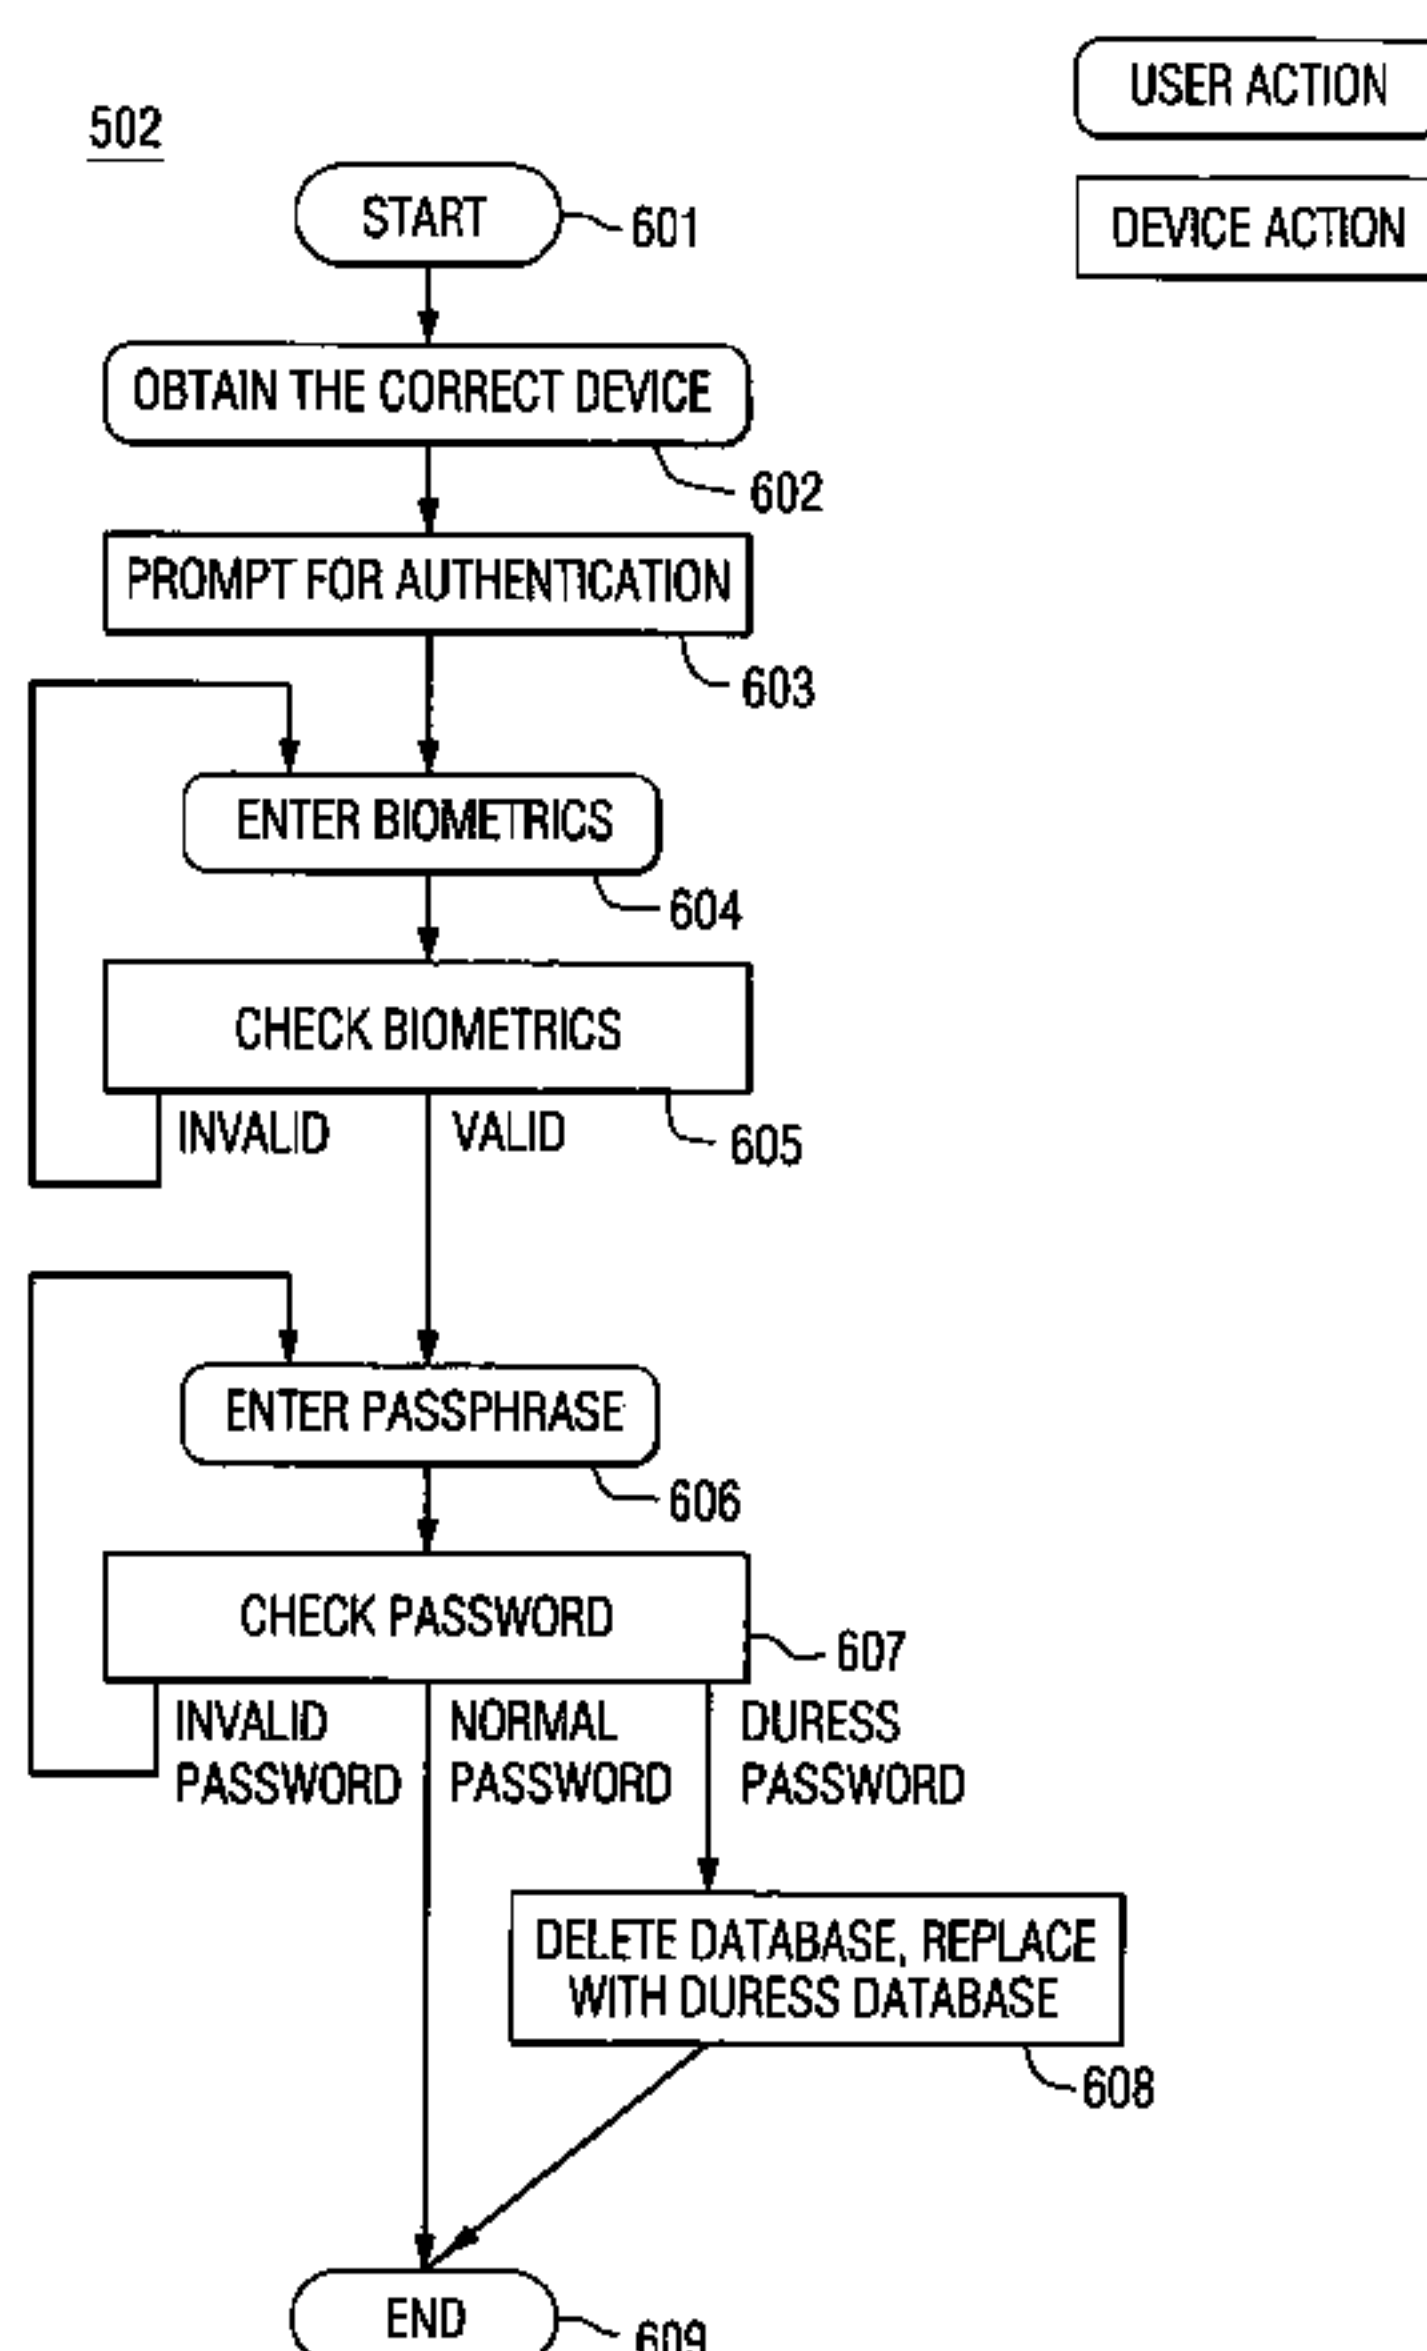 502
USER ACTION
DEVICE ACTION
START
601
OBTAIN THE CORRECT DEVICE
602
PROMPT FOR AUTHENTICATION
603
ENTER BIOMETRICS
604
CHECK BIOMETRICS
INVALID
VALID
605
ENTER PASSPHRASE
606
CHECK PASSWORD
607
INVALID
PASSWORD
NORMAL
PASSWORD
DURESS
PASSWORD
DELETE DATABASE, REPLACE
WITH DURESS DATABASE
608
END
609